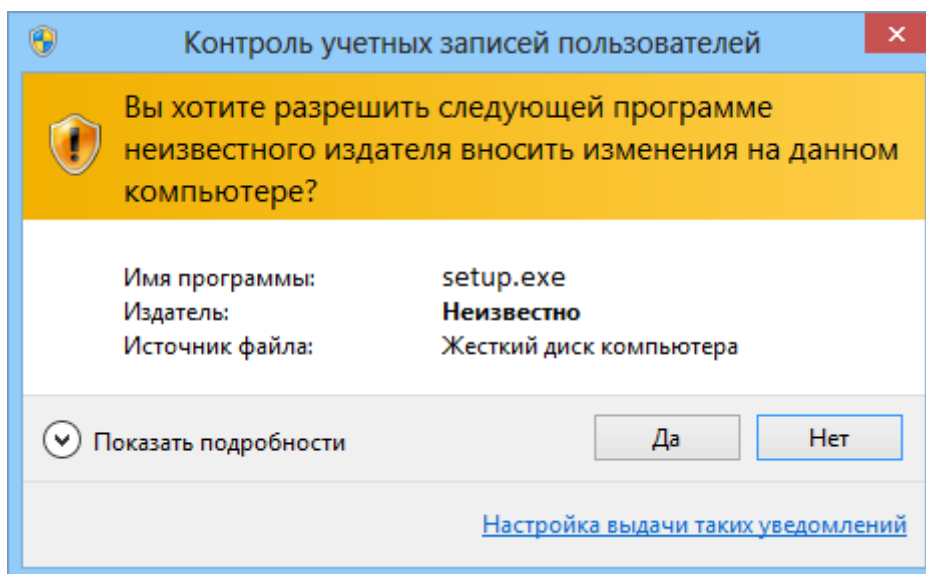 Контроль учетных записей пользователей
Вы хотите разрешить следующей программе
неизвестного издателя вносить изменения на данном
компьютере?
Имя программы: setup.exe
Издатель: Неизвестно
Источник файла: Жесткий диск компьютера
Показать подробности Да Нет
Настройка выдачи таких уведомлений